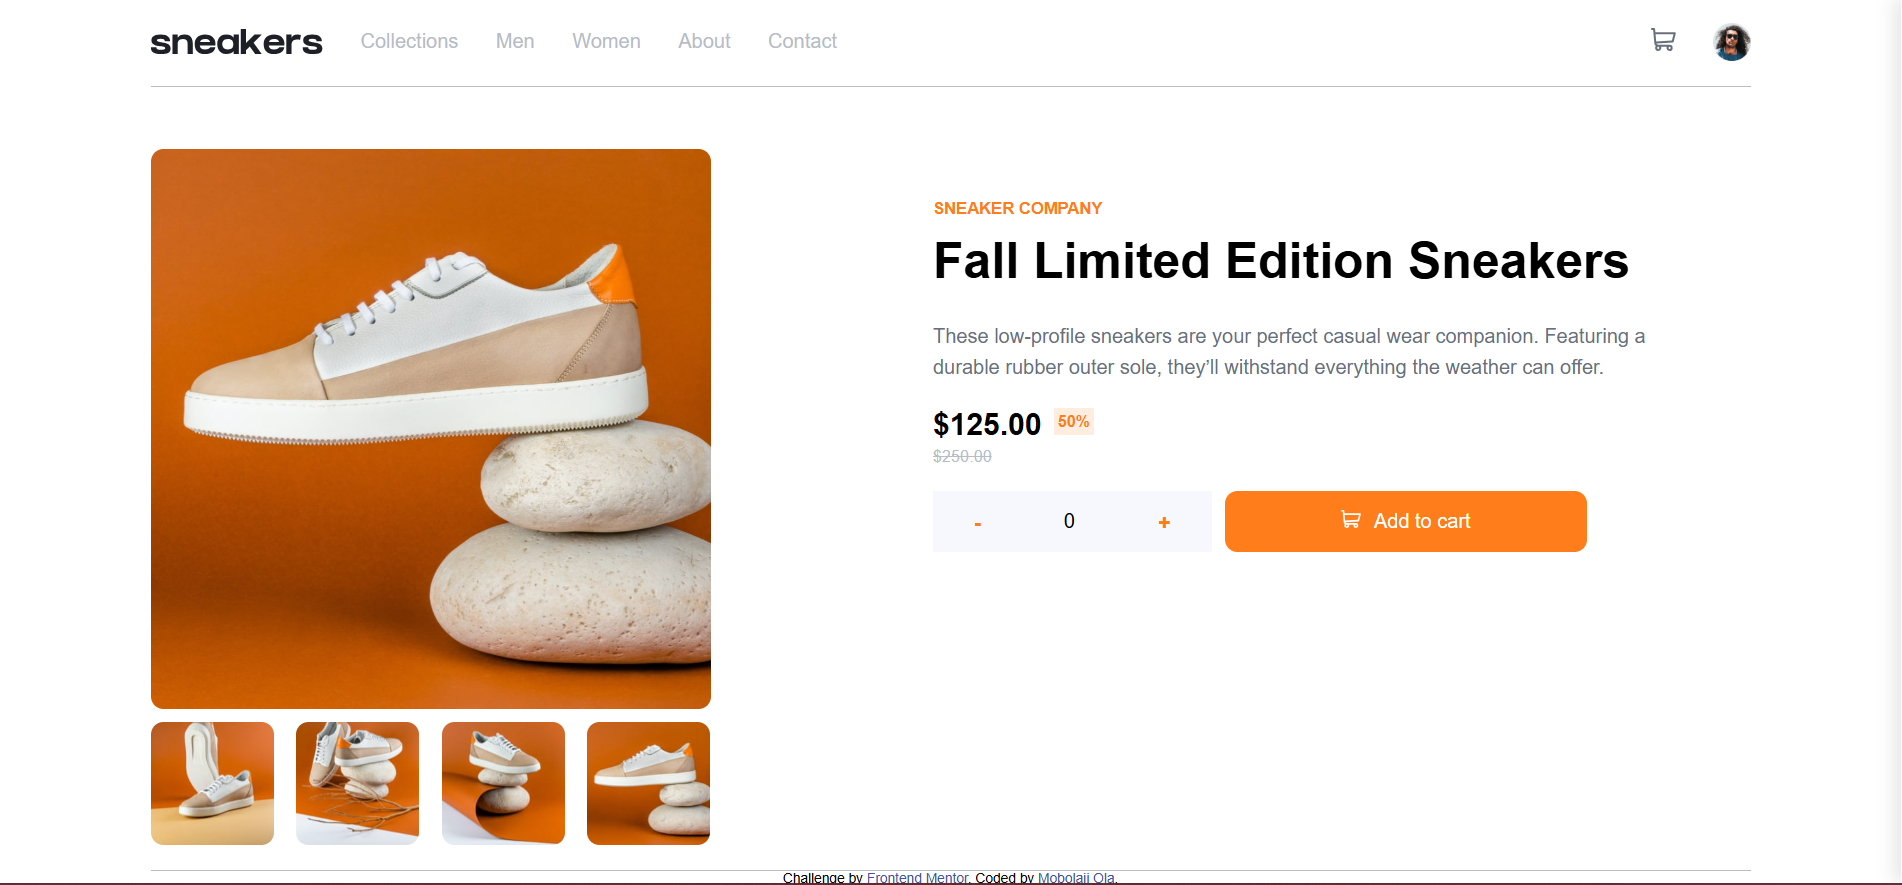 sneakers Collections Men Women About Contact
SNEAKER COMPANY
Fall Limited Edition Sneakers
These low-profile sneakers are your perfect casual wear companion. Featuring a
durable rubber outer sole, they’ll withstand everything the weather can offer.
$125.00 50%
$250.00
- 0 + Add to cart
Challenge by Frontend Mentor. Coded by Mobolaji Ola.